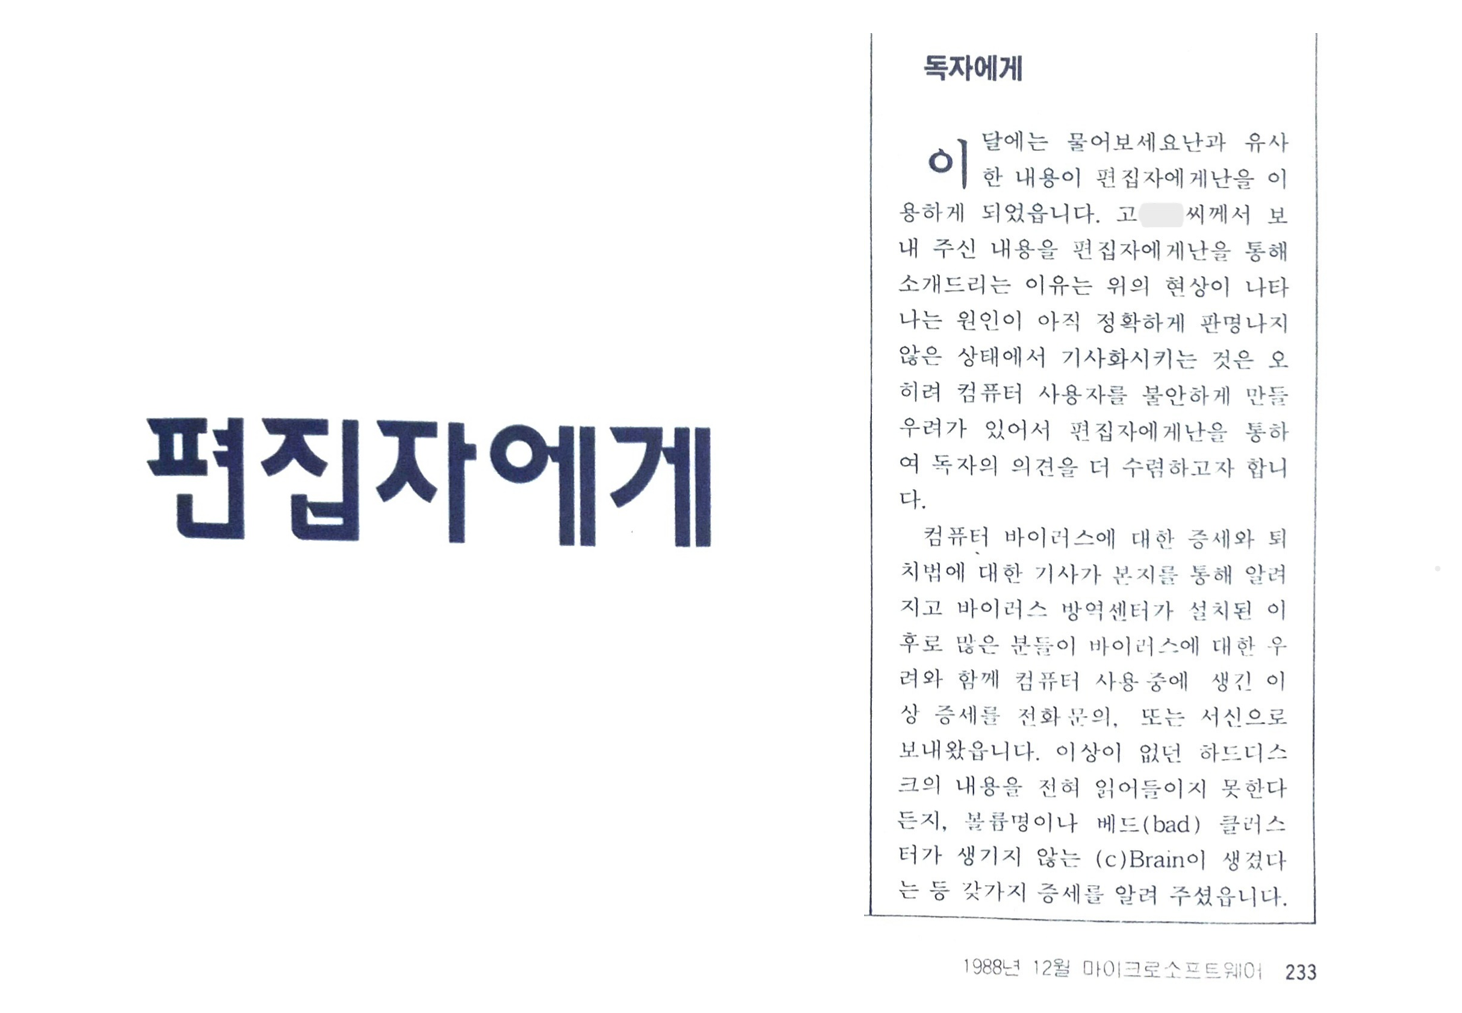 편집자에게
독자에게
이달에는 물어보세요난과 유사
한 내용이 편집자에게난을 이
용하게 되었읍니다. 고 씨께서 보
내 주신 내용을 편집자에게난을 통해
소개드리는 이유는 위의 현상이 나타
나는 원인이 아직 정확하게 판명나지
않은 상태에서 기사화시키는 것은 오
히려 컴퓨터 사용자를 불안하게 만들
우려가 있어서 편집자에게난을 통하
여 독자의 의견을 더 수렴하고자 합니
다.
컴퓨터 바이러스에 대한 증세와 퇴
치법에 대한 기사가 본지를 통해 알려
지고 바이러스 방역센터가 설치된 이
후로 많은 분들이 바이러스에 대한 우
려와 함께 컴퓨터 사용 중에 생긴 이
상 증세를 전화문의, 또는 서신으로
보내왔읍니다. 이상이 없던 하드디스
크의 내용을 전혀 읽어들이지 못한다
든지, 볼륨명이나 베드(bad) 클러스
터가 생기지 않는 (c)Brain이 생겼다
는 등 갖가지 증세를 알려 주셨읍니다.
1988년 12월 마이크로소프트웨어 233